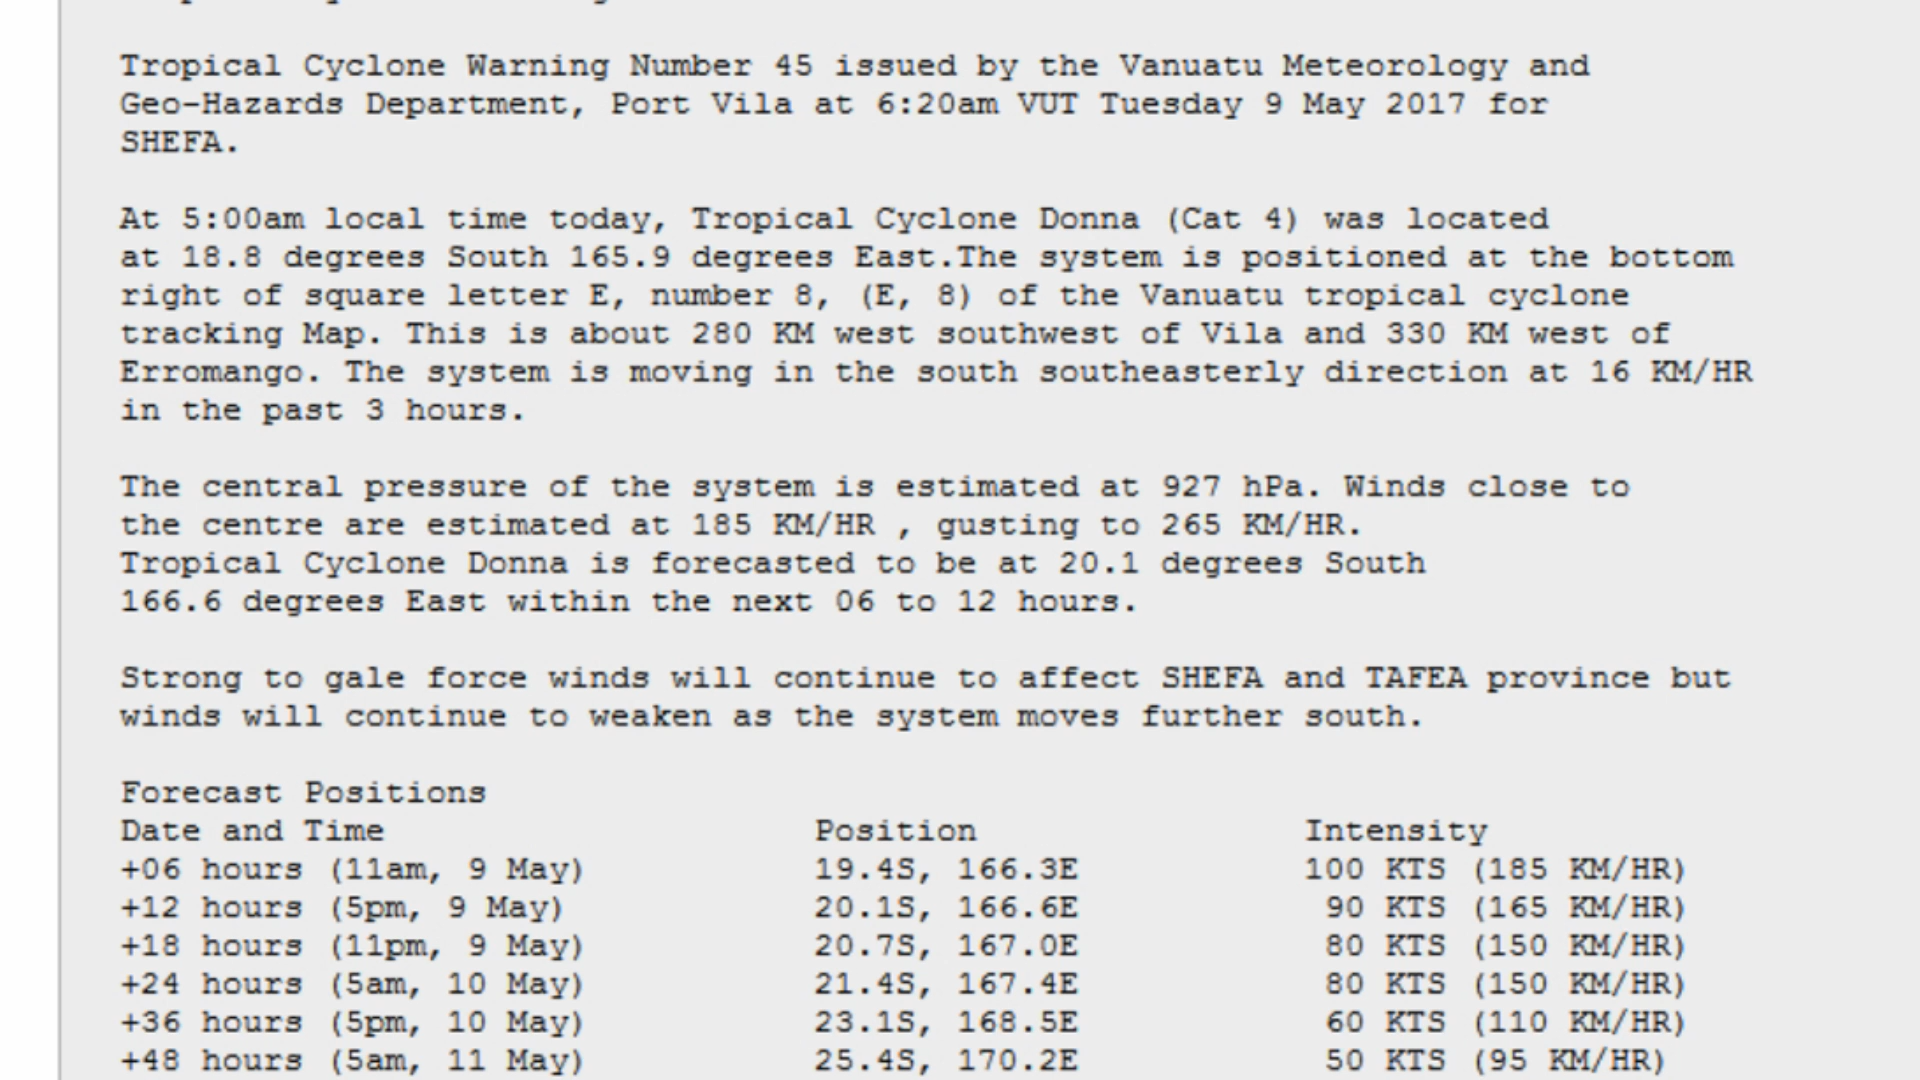 Tropical Cyclone Warning Number 45 issued by the Vanuatu Meteorology and
Geo-Hazards Department, Port Vila at 6:20am VUT Tuesday 9 May 2017 for
SHEFA.
At 5:00am local time today, Tropical Cyclone Donna (Cat 4) was located
at 18.8 degrees South 165.9 degrees East.The system is positioned at the bottom
right of square letter E, number 8, (E, 8) of the Vanuatu tropical cyclone
tracking Map. This is about 280 KM west southwest of Vila and 330 KM west of
Erromango. The system is moving in the south southeasterly direction at 16 KM/HR
in the past 3 hours.
The central pressure of the system is estimated at 927 hPa. Winds close to
the centre are estimated at 185 KM/HR , gusting to 265 KM/HR.
Tropical Cyclone Donna is forecasted to be at 20.1 degrees South
166.6 degrees East within the next 06 to 12 hours.
Strong to gale force winds will continue to affect SHEFA and TAFEA province but
winds will continue to weaken as the system moves further south.
Forecast Positions
Date and Time Position Intensity
+06 hours (11am, 9 May) 19.4S, 166.3E 100 KTS (185 KM/HR)
+12 hours (5pm, 9 May) 20.1S, 166.6E 90 KTS (165 KM/HR)
+18 hours (11pm, 9 May) 20.7S, 167.0E 80 KTS (150 KM/HR)
+24 hours (5am, 10 May) 21.4S, 167.4E 80 KTS (150 KM/HR)
+36 hours (5pm, 10 May) 23.1S, 168.5E 60 KTS (110 KM/HR)
+48 hours (5am, 11 May) 25.4S, 170.2E 50 KTS (95 KM/HR)